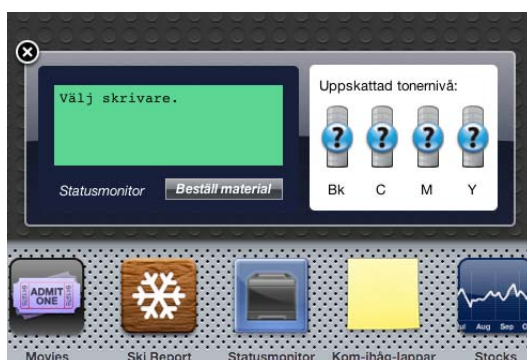 Välj skrivare.
Uppskattad tonernivå:
? ? ? ?
Bk C M Y
Statusmonitor Beställ material
ADMIT
ONE
Jul Aug Sep
Movies Ski Report Statusmonitor Kom-ihåg-lappar Stocks